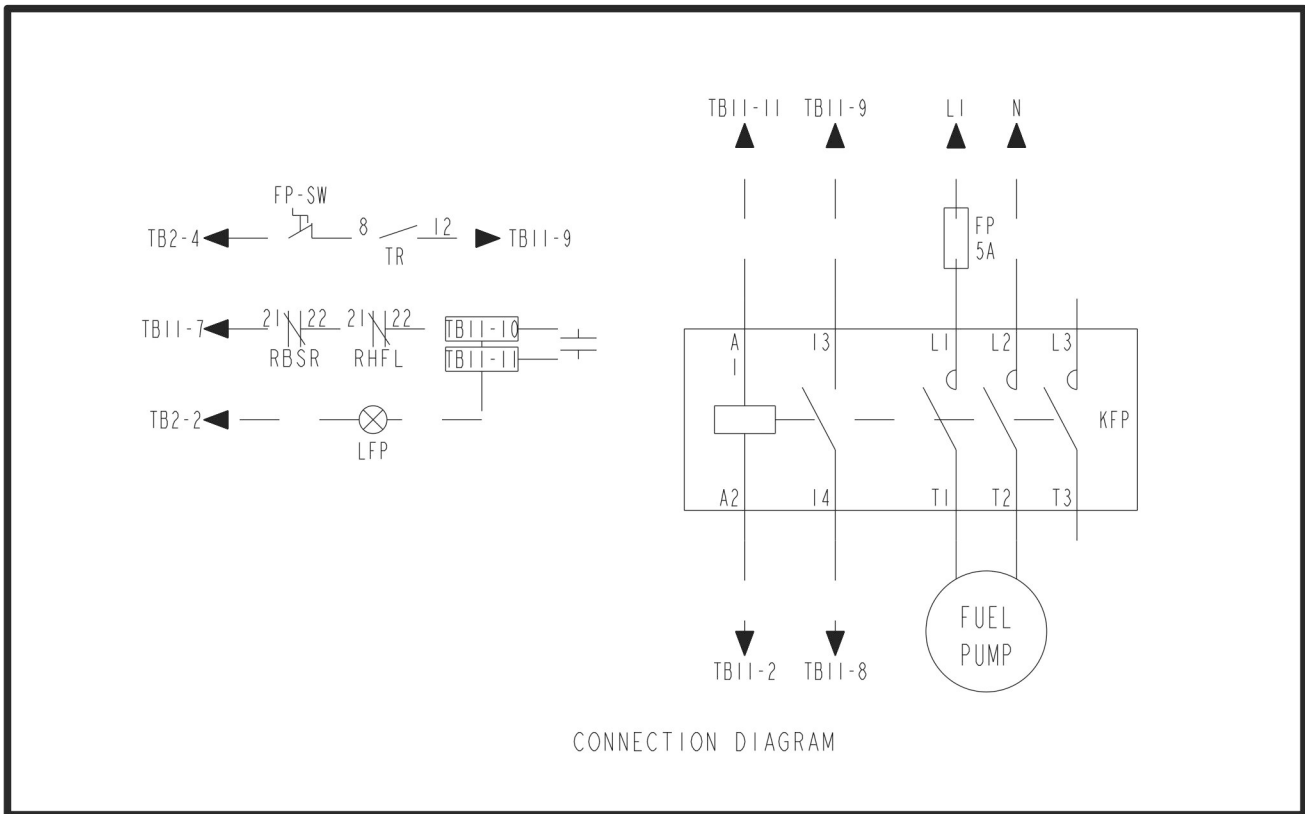 TB11-11 TB11-9 L1 N
FP-SW
TB2-4 8 12 TB11-9
TR
FP
5A
TB11-7 21 22 21 22 TB11-10
RBSR RHFL TB11-11
TB2-2
LFP
A 13 L1 L2 L3
1
KFP
A2 14 T1 T2 T3
FUEL
PUMP
TB11-2 TB11-8
CONNECTION DIAGRAM